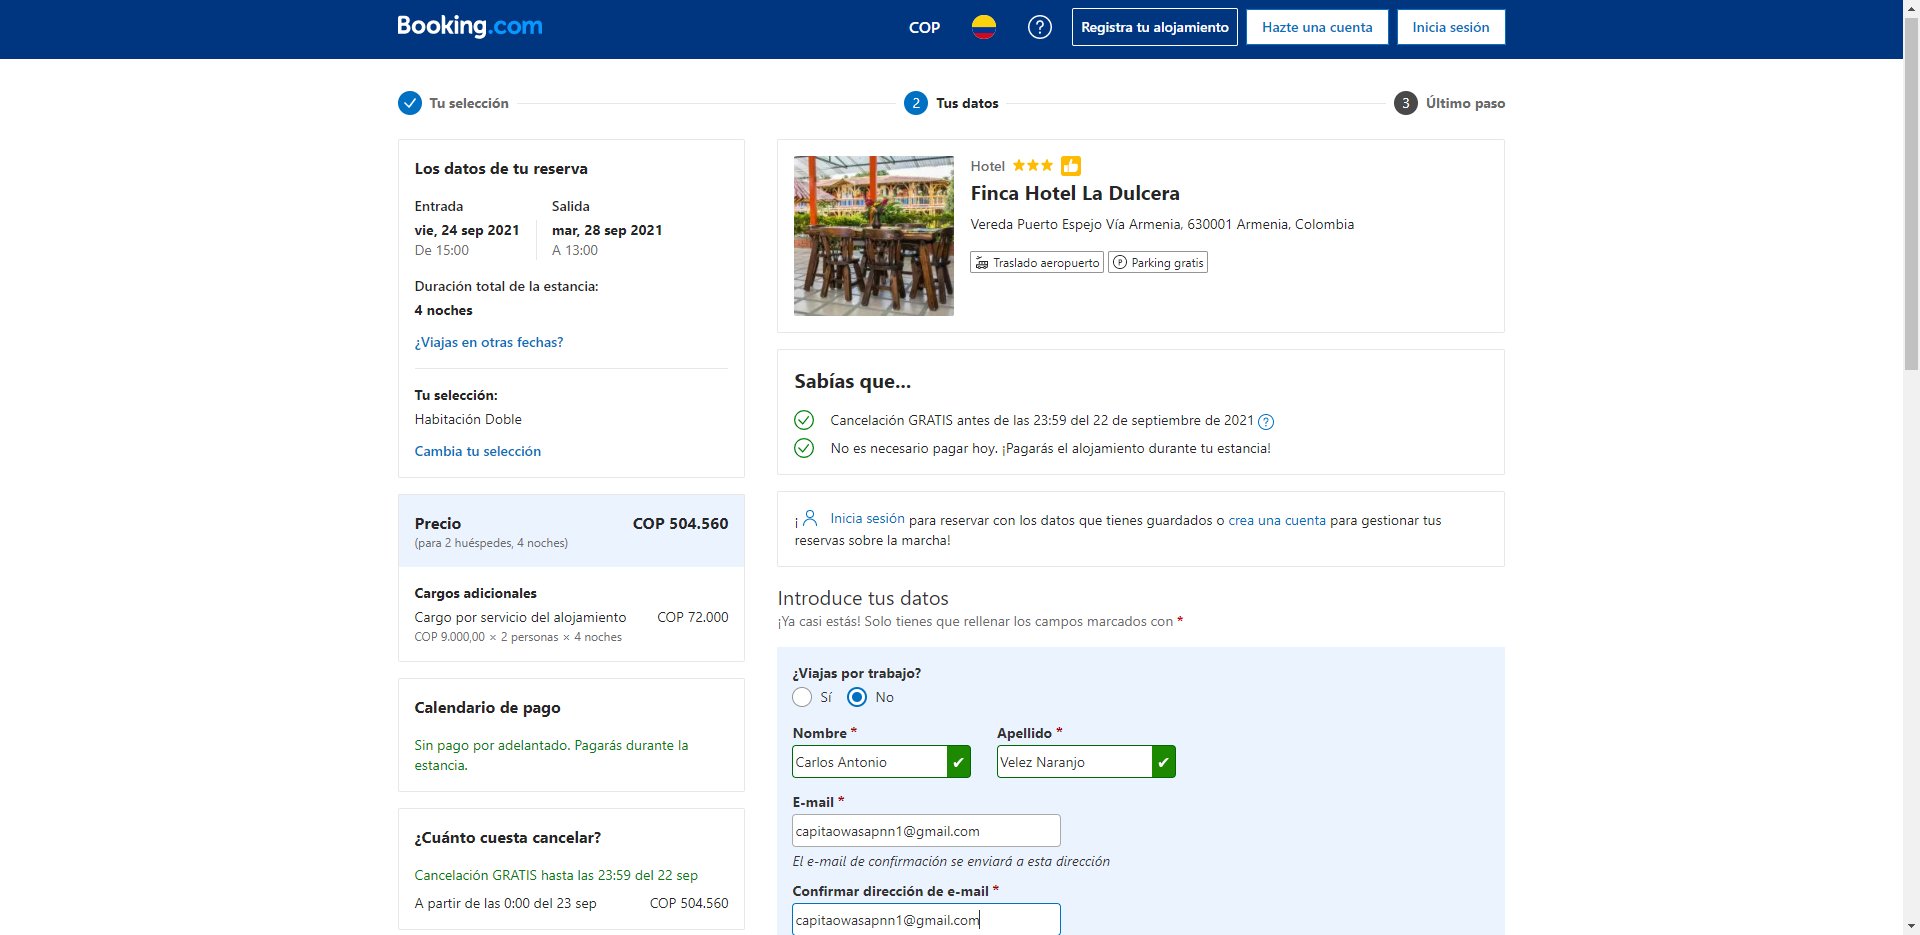 Booking.com
COP
?
Registra tu alojamiento
Hazte una cuenta
Inicia sesión
Tu selección
2 Tus datos
3 Último paso
Los datos de tu reserva
Entrada
Salida
vie, 24 sep 2021
mar, 28 sep 2021
De 15:00
A 13:00
Duración total de la estancia:
4 noches
¿Viajas en otras fechas?
Tu selección:
Habitación Doble
Cambia tu selección
Precio
COP 504.560
(para 2 huéspedes, 4 noches)
Cargos adicionales
Cargo por servicio del alojamiento
COP 72.000
COP 9.000,00 × 2 personas × 4 noches
Calendario de pago
Sin pago por adelantado. Pagarás durante la
estancia.
¿Cuánto cuesta cancelar?
Cancelación GRATIS hasta las 23:59 del 22 sep
A partir de las 0:00 del 23 sep
COP 504.560
Hotel
Finca Hotel La Dulcera
Vereda Puerto Espejo Vía Armenia, 630001 Armenia, Colombia
Traslado aeropuerto
P Parking gratis
Sabías que...
Cancelación GRATIS antes de las 23:59 del 22 de septiembre de 2021 ?
No es necesario pagar hoy. ¡Pagarás el alojamiento durante tu estancia!
¡ Inicia sesión para reservar con los datos que tienes guardados o crea una cuenta para gestionar tus
reservas sobre la marcha!
Introduce tus datos
¡Ya casi estás! Solo tienes que rellenar los campos marcados con *
¿Viajas por trabajo?
Sí
No
Nombre *
Apellido *
Carlos Antonio
Velez Naranjo
E-mail *
capitaowasapnn1@gmail.com
El e-mail de confirmación se enviará a esta dirección
Confirmar dirección de e-mail *
capitaowasapnn1@gmail.com